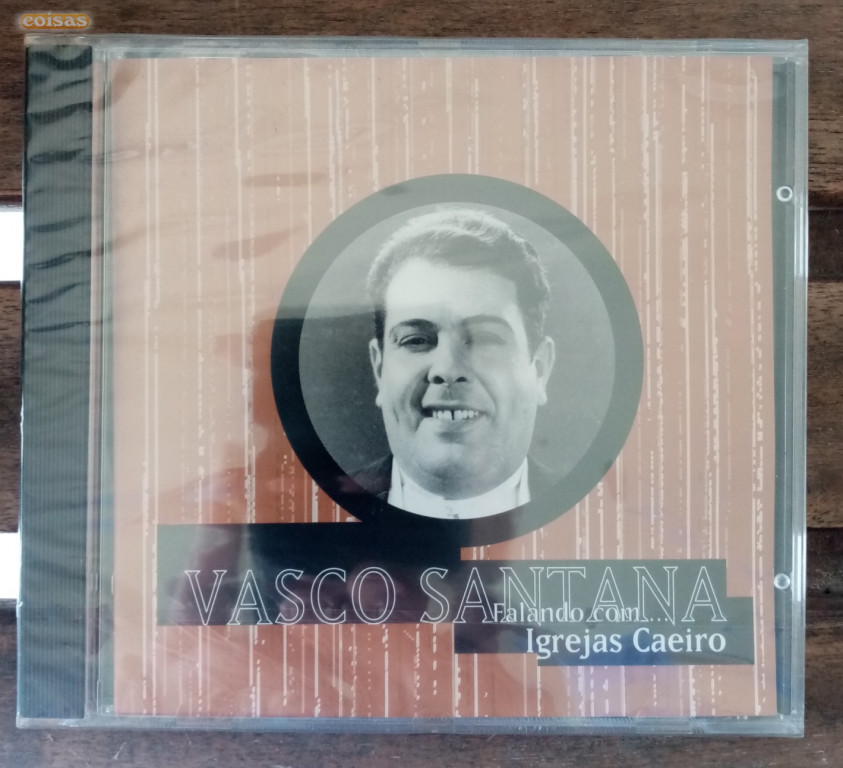 coisas
VASCO SANTANA
Falando com...
Igrejas Caeiro